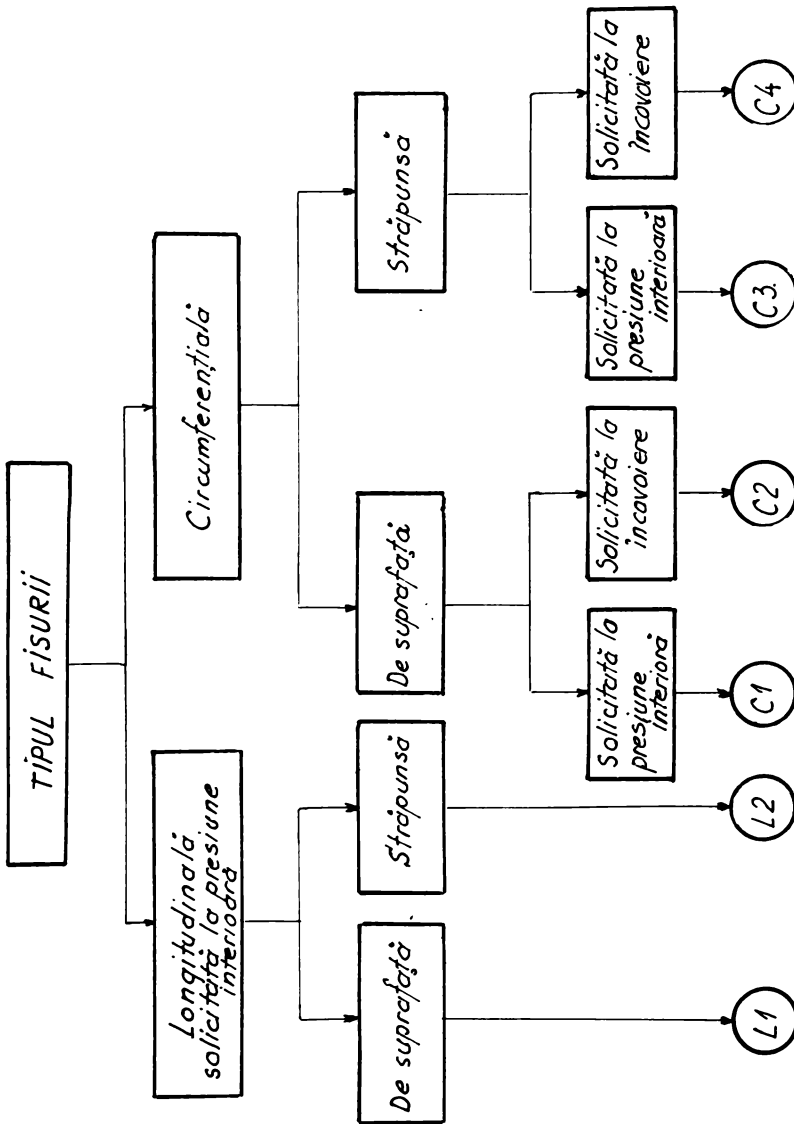 TIPUL FISURII
Longitudinală
solicitată la presiune
interioară
Circumferențială
De suprafață
Străpunsă
De suprafață
Străpunsă
Solicitată la
presiune
interiară
Solicitată la
încovoiere
Solicitată la
presiune
interioară
Solicitată la
încovoiere
L1
L2
C1
C2
C3.
C4